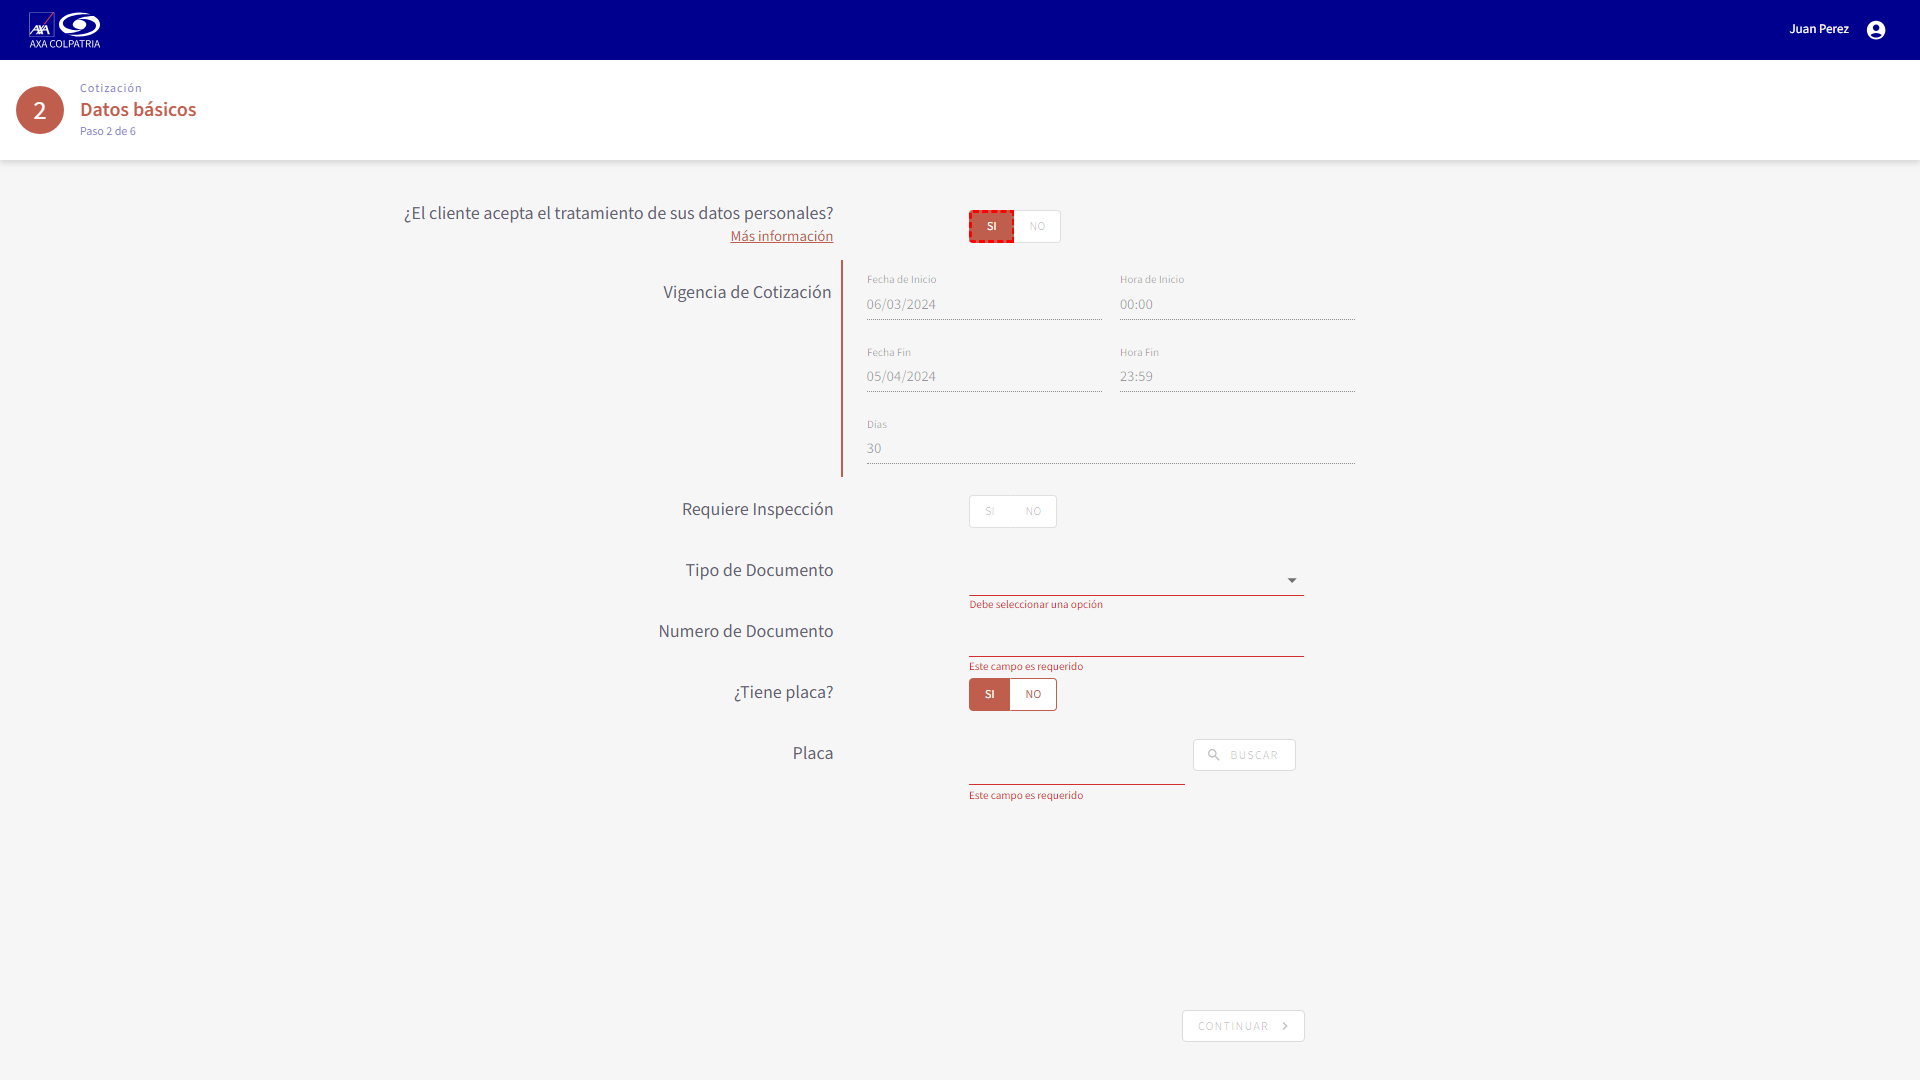 AXA
AXA COLPATRIA
Juan Perez
2
Cotización
Datos básicos
Paso 2 de 6
¿El cliente acepta el tratamiento de sus datos personales?
Más información
SI
NO
Vigencia de Cotización
Fecha de Inicio
Hora de Inicio
06/03/2024
00:00
Fecha Fin
Hora Fin
05/04/2024
23:59
Días
30
Requiere Inspección
SI
NO
Tipo de Documento
Debe seleccionar una opción
Numero de Documento
Este campo es requerido
¿Tiene placa?
SI
NO
Placa
BUSCAR
Este campo es requerido
CONTINUAR